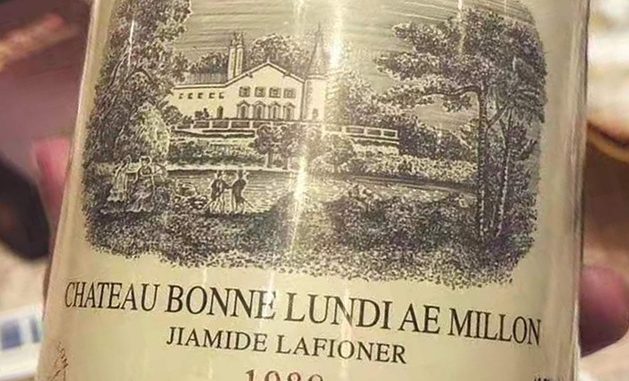 CHATEAU BONNE LUNDI AE MILLON
JIAMIDE LAFIONER